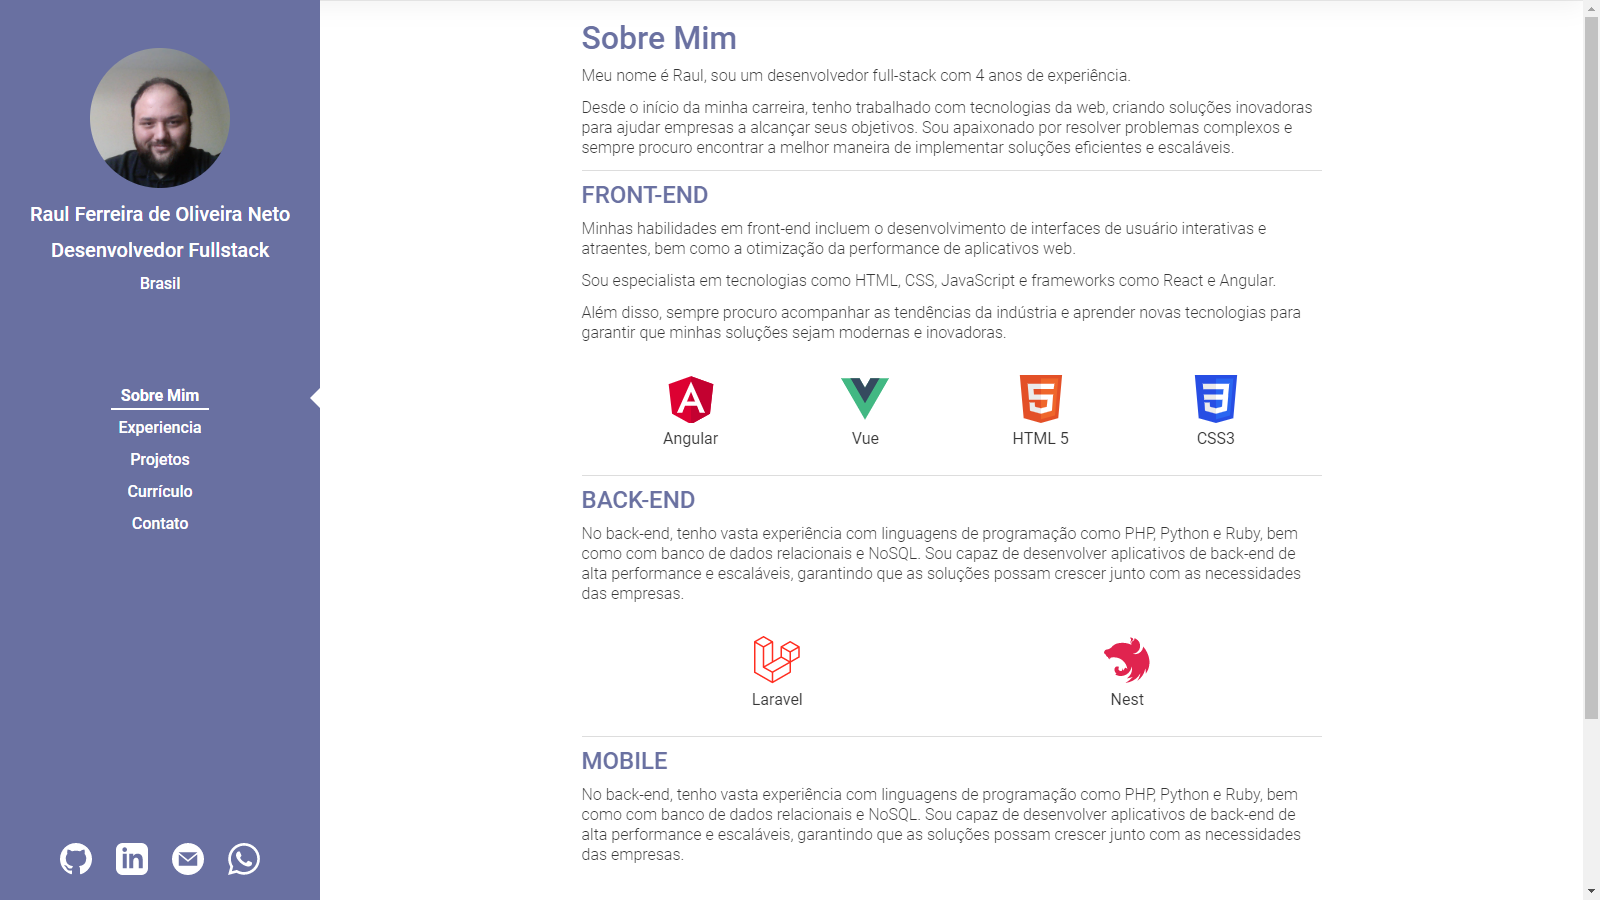 Raul Ferreira de Oliveira Neto
Desenvolvedor Fullstack
Brasil
Sobre Mim
Experiencia
Projetos
Currículo
Contato
Sobre Mim
Meu nome é Raul, sou um desenvolvedor full-stack com 4 anos de experiência.
Desde o início da minha carreira, tenho trabalhado com tecnologias da web, criando soluções inovadoras
para ajudar empresas a alcançar seus objetivos. Sou apaixonado por resolver problemas complexos e
sempre procuro encontrar a melhor maneira de implementar soluções eficientes e escaláveis.
FRONT-END
Minhas habilidades em front-end incluem o desenvolvimento de interfaces de usuário interativas e
atraentes, bem como a otimização da performance de aplicativos web.
Sou especialista em tecnologias como HTML, CSS, JavaScript e frameworks como React e Angular.
Além disso, sempre procuro acompanhar as tendências da indústria e aprender novas tecnologias para
garantir que minhas soluções sejam modernas e inovadoras.
Angular
Vue
HTML 5
CSS3
BACK-END
No back-end, tenho vasta experiência com linguagens de programação como PHP, Python e Ruby, bem
como com banco de dados relacionais e NoSQL. Sou capaz de desenvolver aplicativos de back-end de
alta performance e escaláveis, garantindo que as soluções possam crescer junto com as necessidades
das empresas.
Laravel
Nest
MOBILE
No back-end, tenho vasta experiência com linguagens de programação como PHP, Python e Ruby, bem
como com banco de dados relacionais e NoSQL. Sou capaz de desenvolver aplicativos de back-end de
alta performance e escaláveis, garantindo que as soluções possam crescer junto com as necessidades
das empresas.